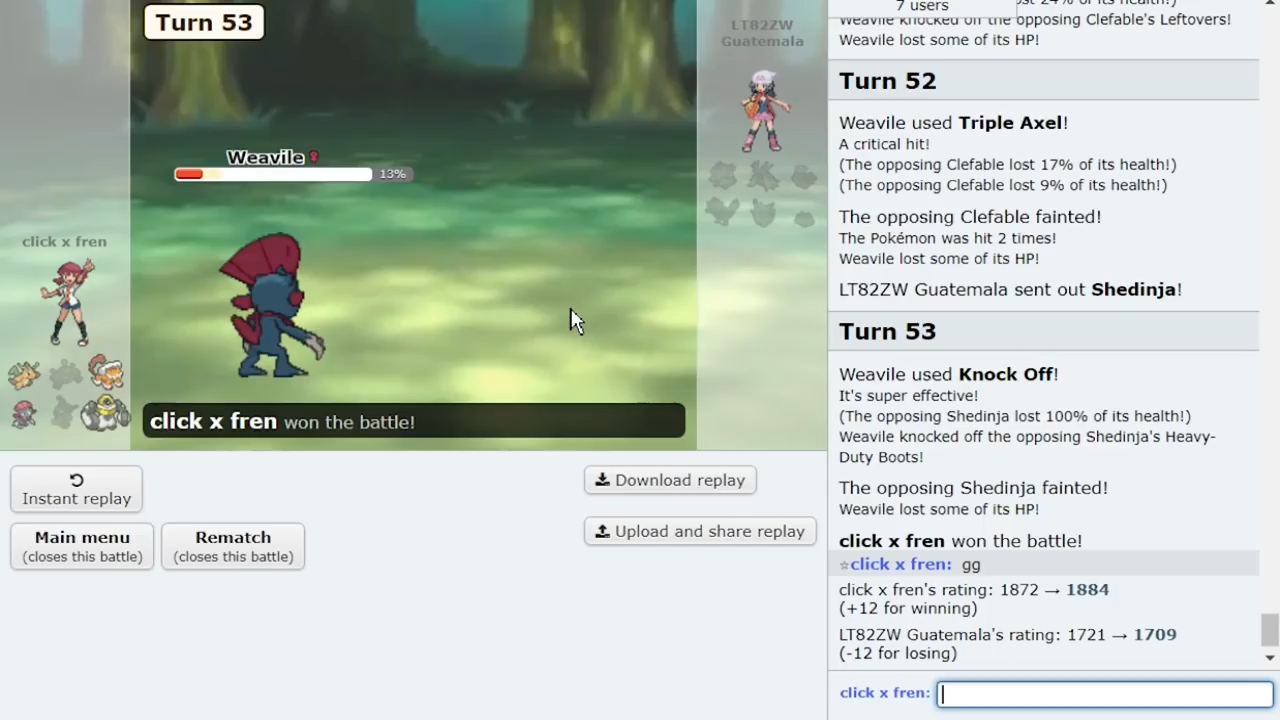 Turn 53
LT82ZW
Guatemala
Weavile
13%
click x fren
click x fren won the battle!
Instant replay
Download replay
Main menu
(closes this battle)
Rematch
(closes this battle)
Upload and share replay
7 users
Weavile knocked off the opposing Clefable's Leftovers!
Weavile lost some of its HP!
Turn 52
Weavile used Triple Axel!
A critical hit!
(The opposing Clefable lost 17% of its health!)
(The opposing Clefable lost 9% of its health!)
The opposing Clefable fainted!
The Pokémon was hit 2 times!
Weavile lost some of its HP!
LT82ZW Guatemala sent out Shedinja!
Turn 53
Weavile used Knock Off!
It's super effective!
(The opposing Shedinja lost 100% of its health!)
Weavile knocked off the opposing Shedinja's Heavy-
Duty Boots!
The opposing Shedinja fainted!
Weavile lost some of its HP!
click x fren won the battle!
☆click x fren: gg
click x fren's rating: 1872 → 1884
(+12 for winning)
LT82ZW Guatemala's rating: 1721 → 1709
(-12 for losing)
click x fren: